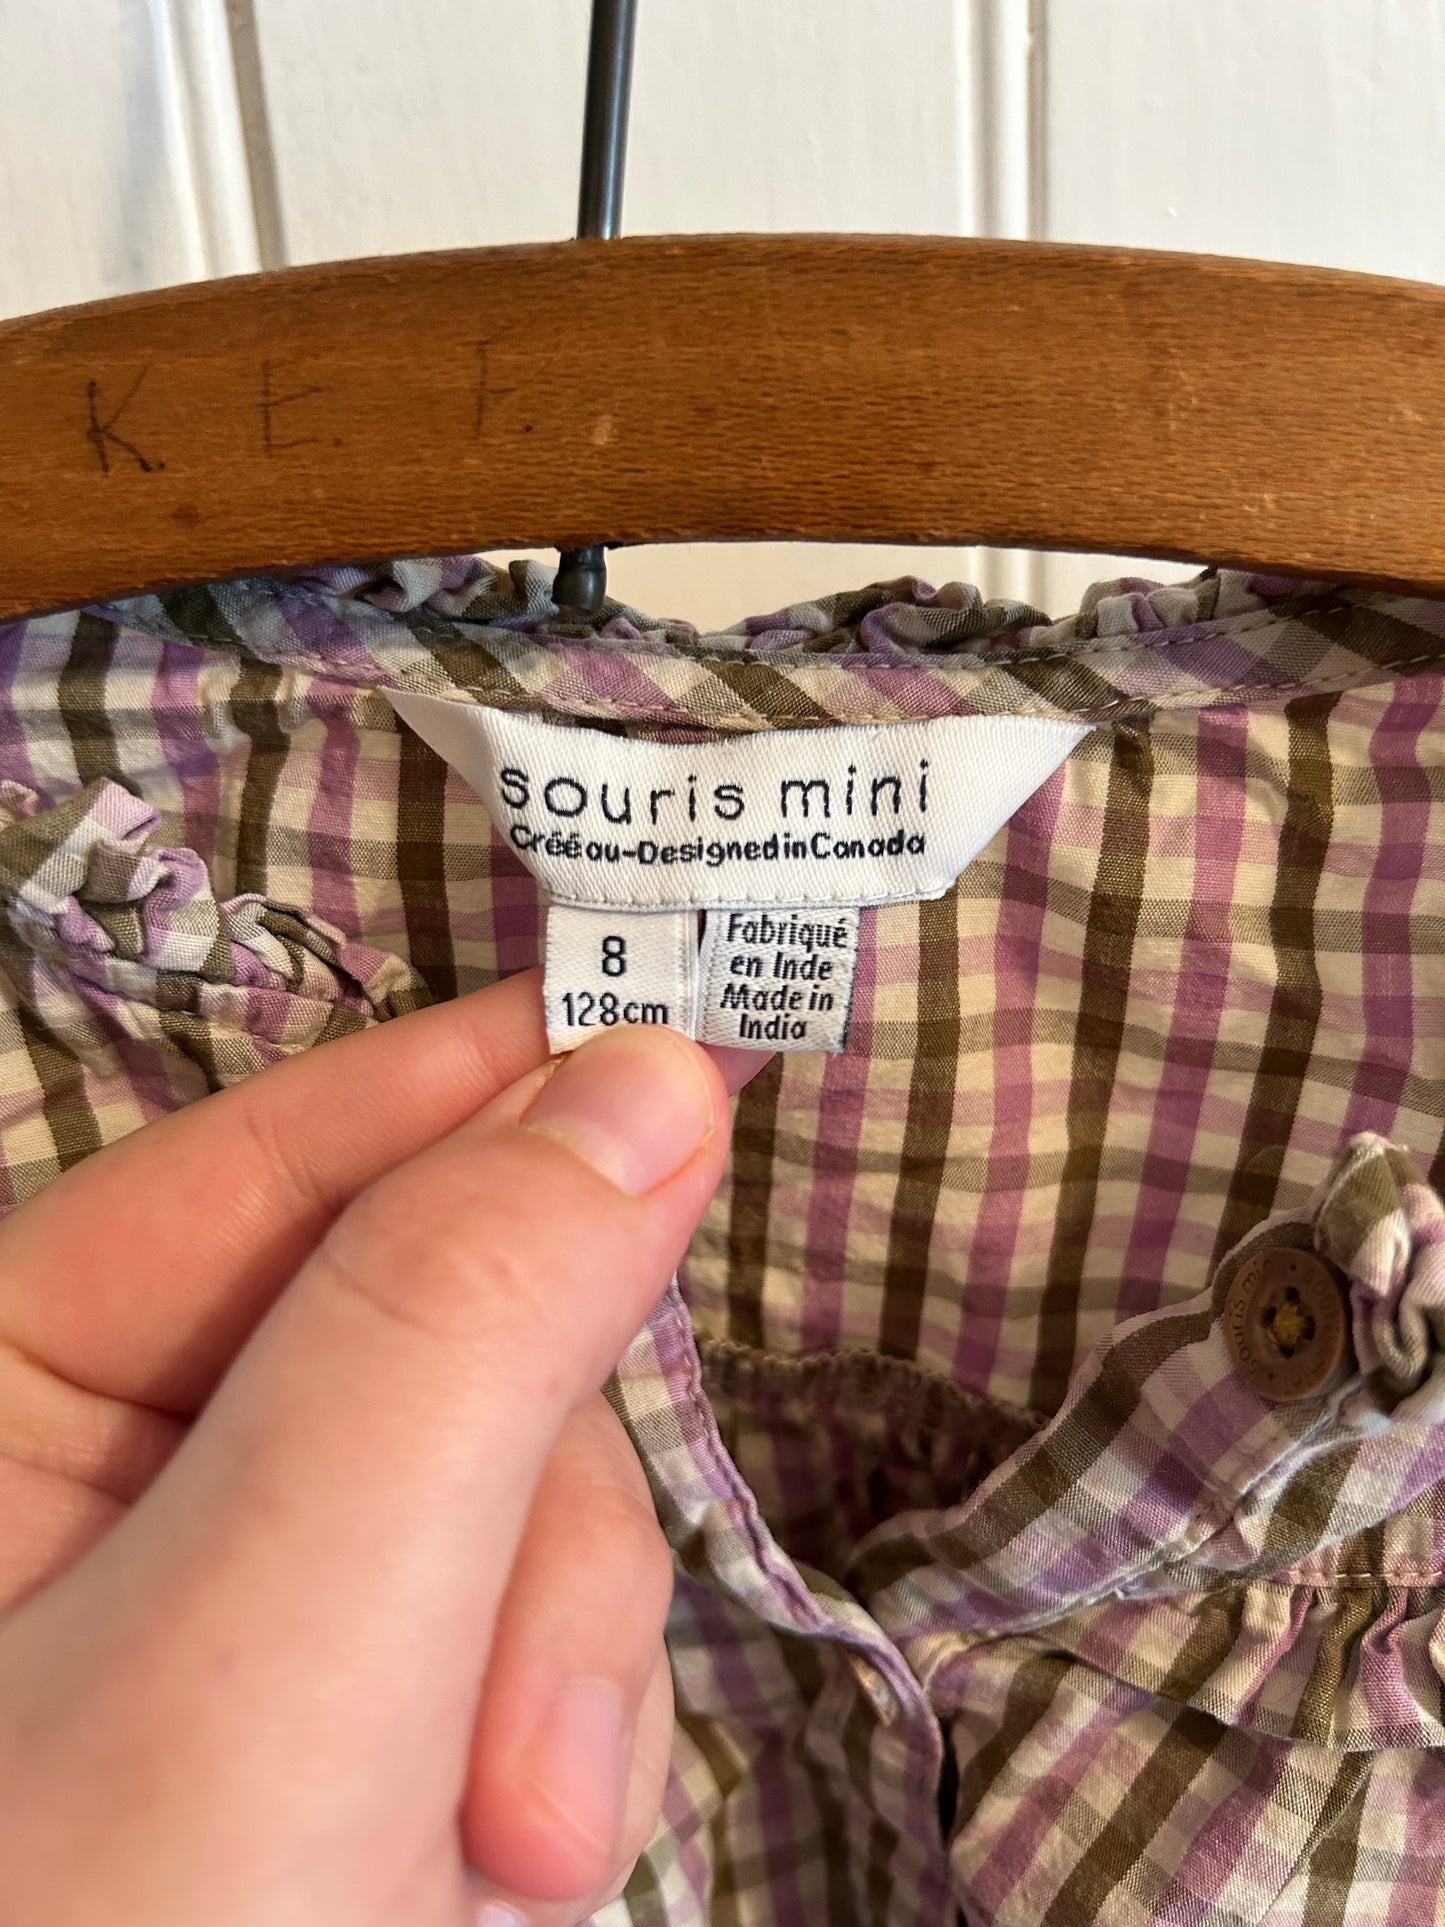 K. E. F.
souris mini
Créé au-Designed in Canada
8
128cm
Fabriqué
en Inde
Made in
India
souris mini